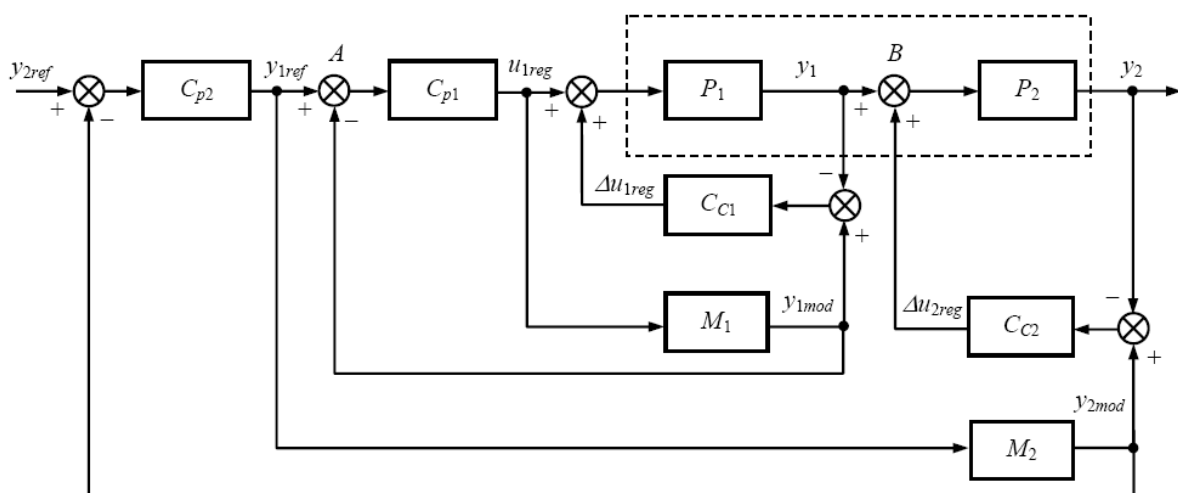 A
B
y2ref
Cp2
y1ref
Cp1
u1reg
P1
y1
P2
y2
+
−
+
−
+
+
+
+
Δu1reg
CC1
−
+
M1
y1mod
Δu2reg
CC2
−
+
M2
y2mod